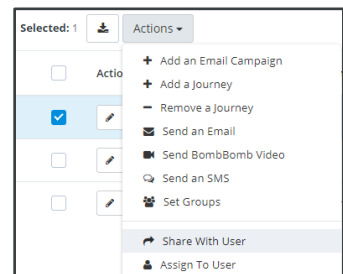 Selected: 1 Actions
Actio
Add an Email Campaign
Add a Journey
Remove a Journey
Send an Email
Send BombBomb Video
Send an SMS
Set Groups
Share With User
Assign To User